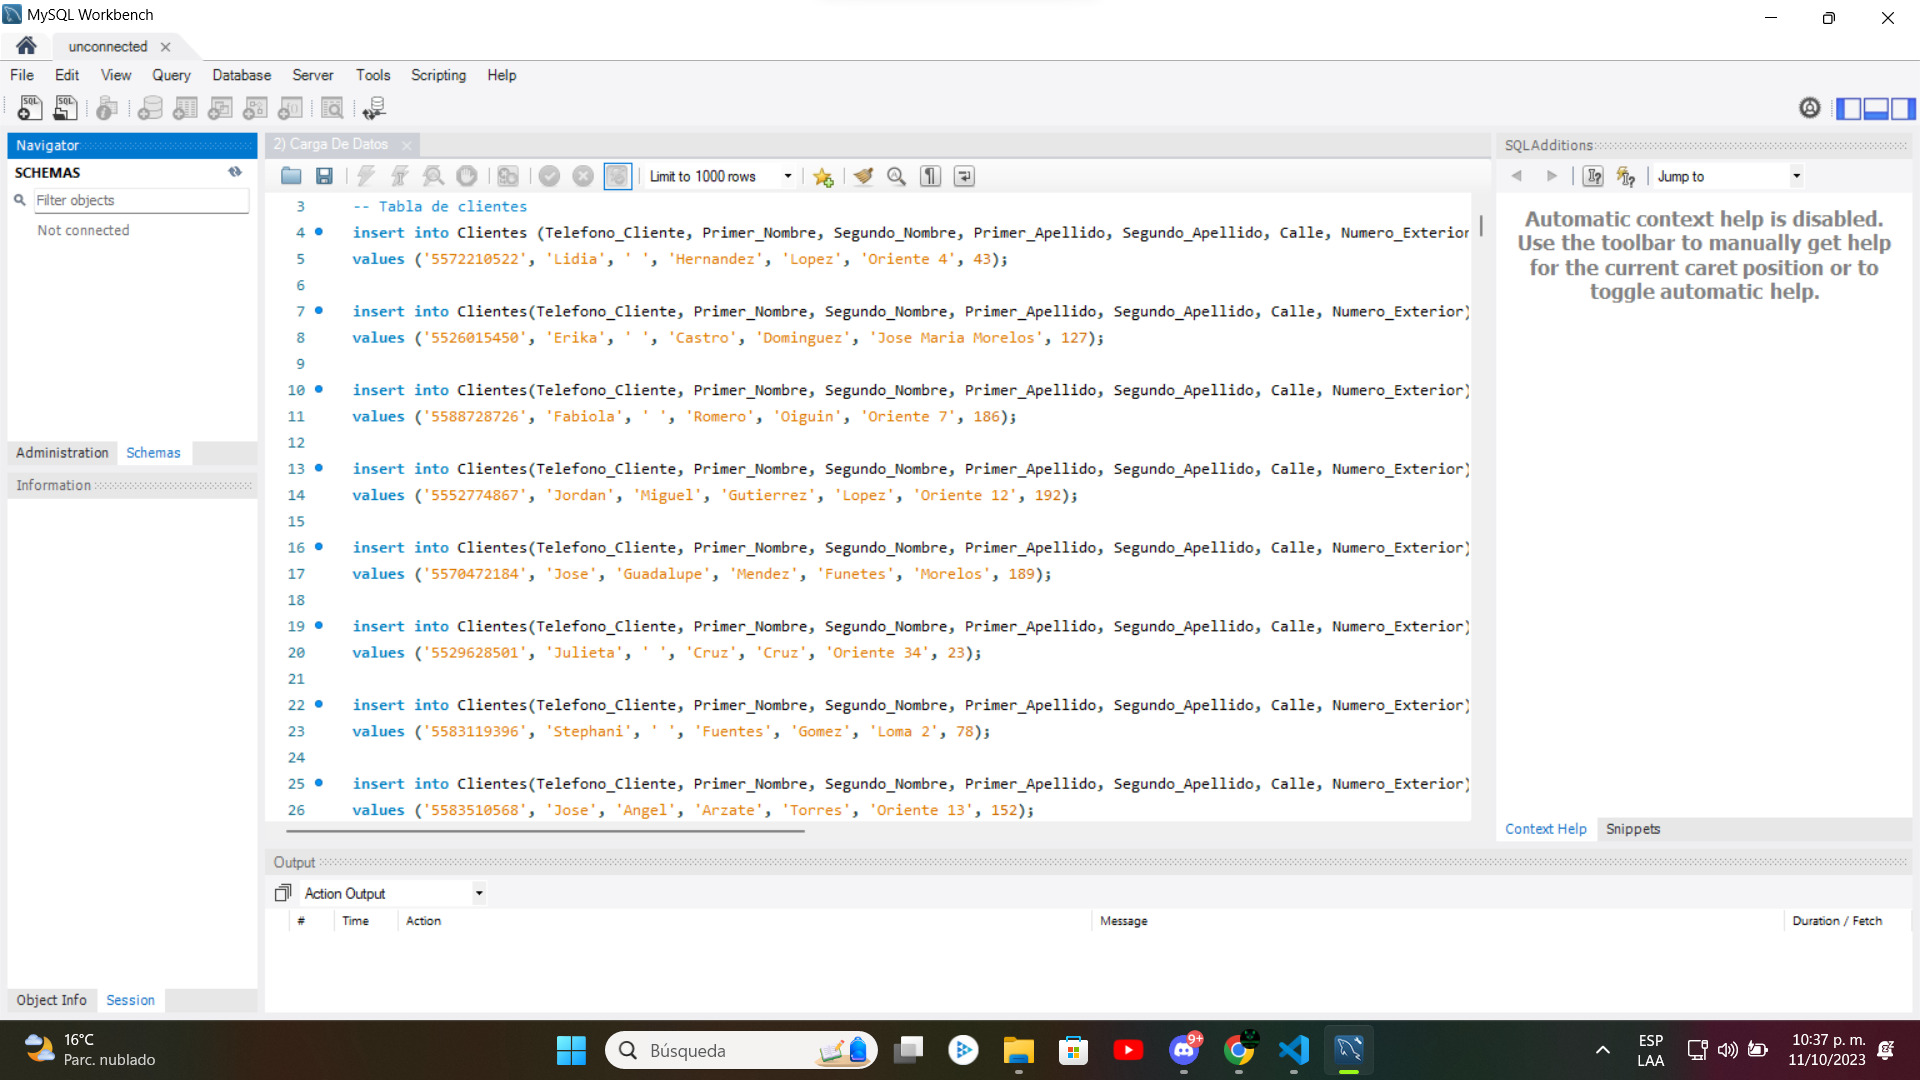 MySQL Workbench
unconnected
File Edit View Query Database Server Tools Scripting Help
Navigator
SCHEMAS
Filter objects
Not connected
Administration Schemas
Information
Object Info Session
2) Carga De Datos
Limit to 1000 rows
3 -- Tabla de clientes
4 insert into Clientes (Telefono_Cliente, Primer_Nombre, Segundo_Nombre, Primer_Apellido, Segundo_Apellido, Calle, Numero_Exterior
5 values ('5572210522', 'Lidia', ' ', 'Hernandez', 'Lopez', 'Oriente 4', 43);
6
7 insert into Clientes(Telefono_Cliente, Primer_Nombre, Segundo_Nombre, Primer_Apellido, Segundo_Apellido, Calle, Numero_Exterior)
8 values ('5526015450', 'Erika', ' ', 'Castro', 'Dominguez', 'Jose Maria Morelos', 127);
9
10 insert into Clientes(Telefono_Cliente, Primer_Nombre, Segundo_Nombre, Primer_Apellido, Segundo_Apellido, Calle, Numero_Exterior)
11 values ('5588728726', 'Fabiola', ' ', 'Romero', 'Oiguin', 'Oriente 7', 186);
12
13 insert into Clientes(Telefono_Cliente, Primer_Nombre, Segundo_Nombre, Primer_Apellido, Segundo_Apellido, Calle, Numero_Exterior)
14 values ('5552774867', 'Jordan', 'Miguel', 'Gutierrez', 'Lopez', 'Oriente 12', 192);
15
16 insert into Clientes(Telefono_Cliente, Primer_Nombre, Segundo_Nombre, Primer_Apellido, Segundo_Apellido, Calle, Numero_Exterior)
17 values ('5570472184', 'Jose', 'Guadalupe', 'Mendez', 'Funetes', 'Morelos', 189);
18
19 insert into Clientes(Telefono_Cliente, Primer_Nombre, Segundo_Nombre, Primer_Apellido, Segundo_Apellido, Calle, Numero_Exterior)
20 values ('5529628501', 'Julieta', ' ', 'Cruz', 'Cruz', 'Oriente 34', 23);
21
22 insert into Clientes(Telefono_Cliente, Primer_Nombre, Segundo_Nombre, Primer_Apellido, Segundo_Apellido, Calle, Numero_Exterior)
23 values ('5583119396', 'Stephani', ' ', 'Fuentes', 'Gomez', 'Loma 2', 78);
24
25 insert into Clientes(Telefono_Cliente, Primer_Nombre, Segundo_Nombre, Primer_Apellido, Segundo_Apellido, Calle, Numero_Exterior)
26 values ('5583510568', 'Jose', 'Angel', 'Arzate', 'Torres', 'Oriente 13', 152);
SQLAdditions
Jump to
Automatic context help is disabled.
Use the toolbar to manually get help
for the current caret position or to
toggle automatic help.
Context Help Snippets
Output
Action Output
# Time Action Message Duration / Fetch
16°C
Parc. nublado
Búsqueda
9+
ESP
LAA
10:37 p. m.
11/10/2023